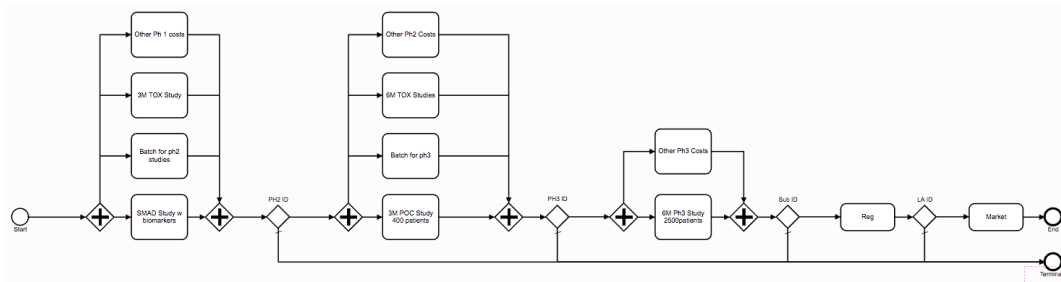 Other Ph 1 costs
3M TOX Study
Batch for ph2
studies
SMAD Study w
biomarkers
Start
PH2 ID
Other Ph2 Costs
6M TOX Studies
Batch for ph3
3M POC Study
400 patients
PH3 ID
Other Ph3 Costs
6M Ph3 Study
2500patients
Sub ID
Reg
LA ID
Market
End
Termina